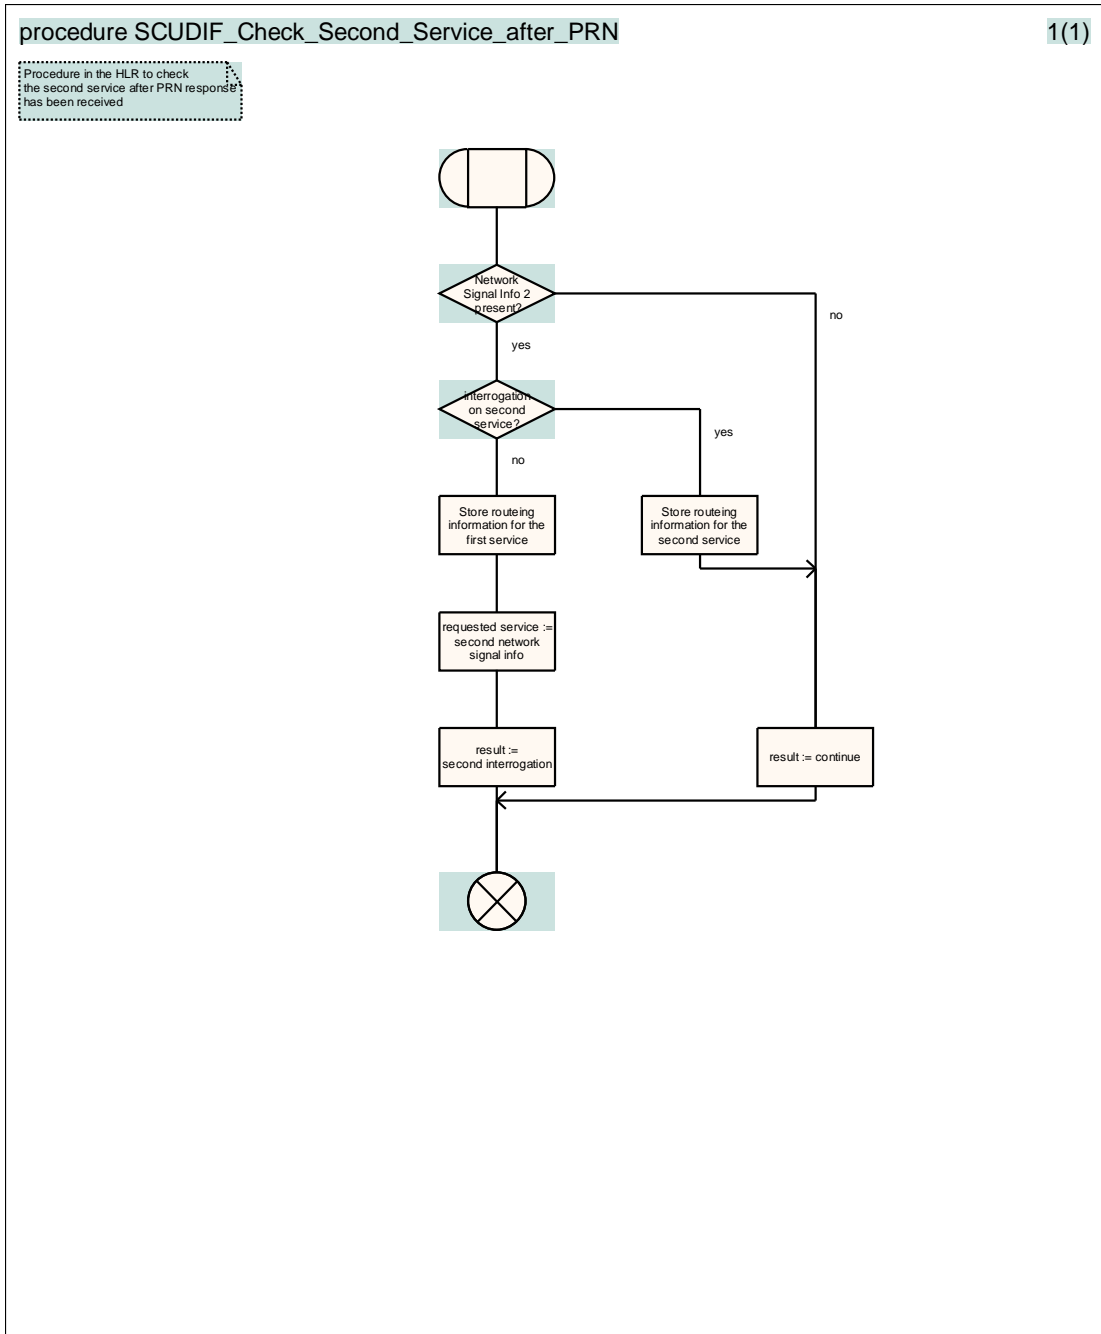 procedure SCUDIF_Check_Second_Service_after_PRN
1(1)
Procedure in the HLR to check
the second service after PRN response
has been received
Network
Signal Info 2
present?
no
yes
interrogation
on second
service?
yes
no
Store routeing
information for the
first service
Store routeing
information for the
second service
requested service :=
second network
signal info
result :=
second interrogation
result := continue